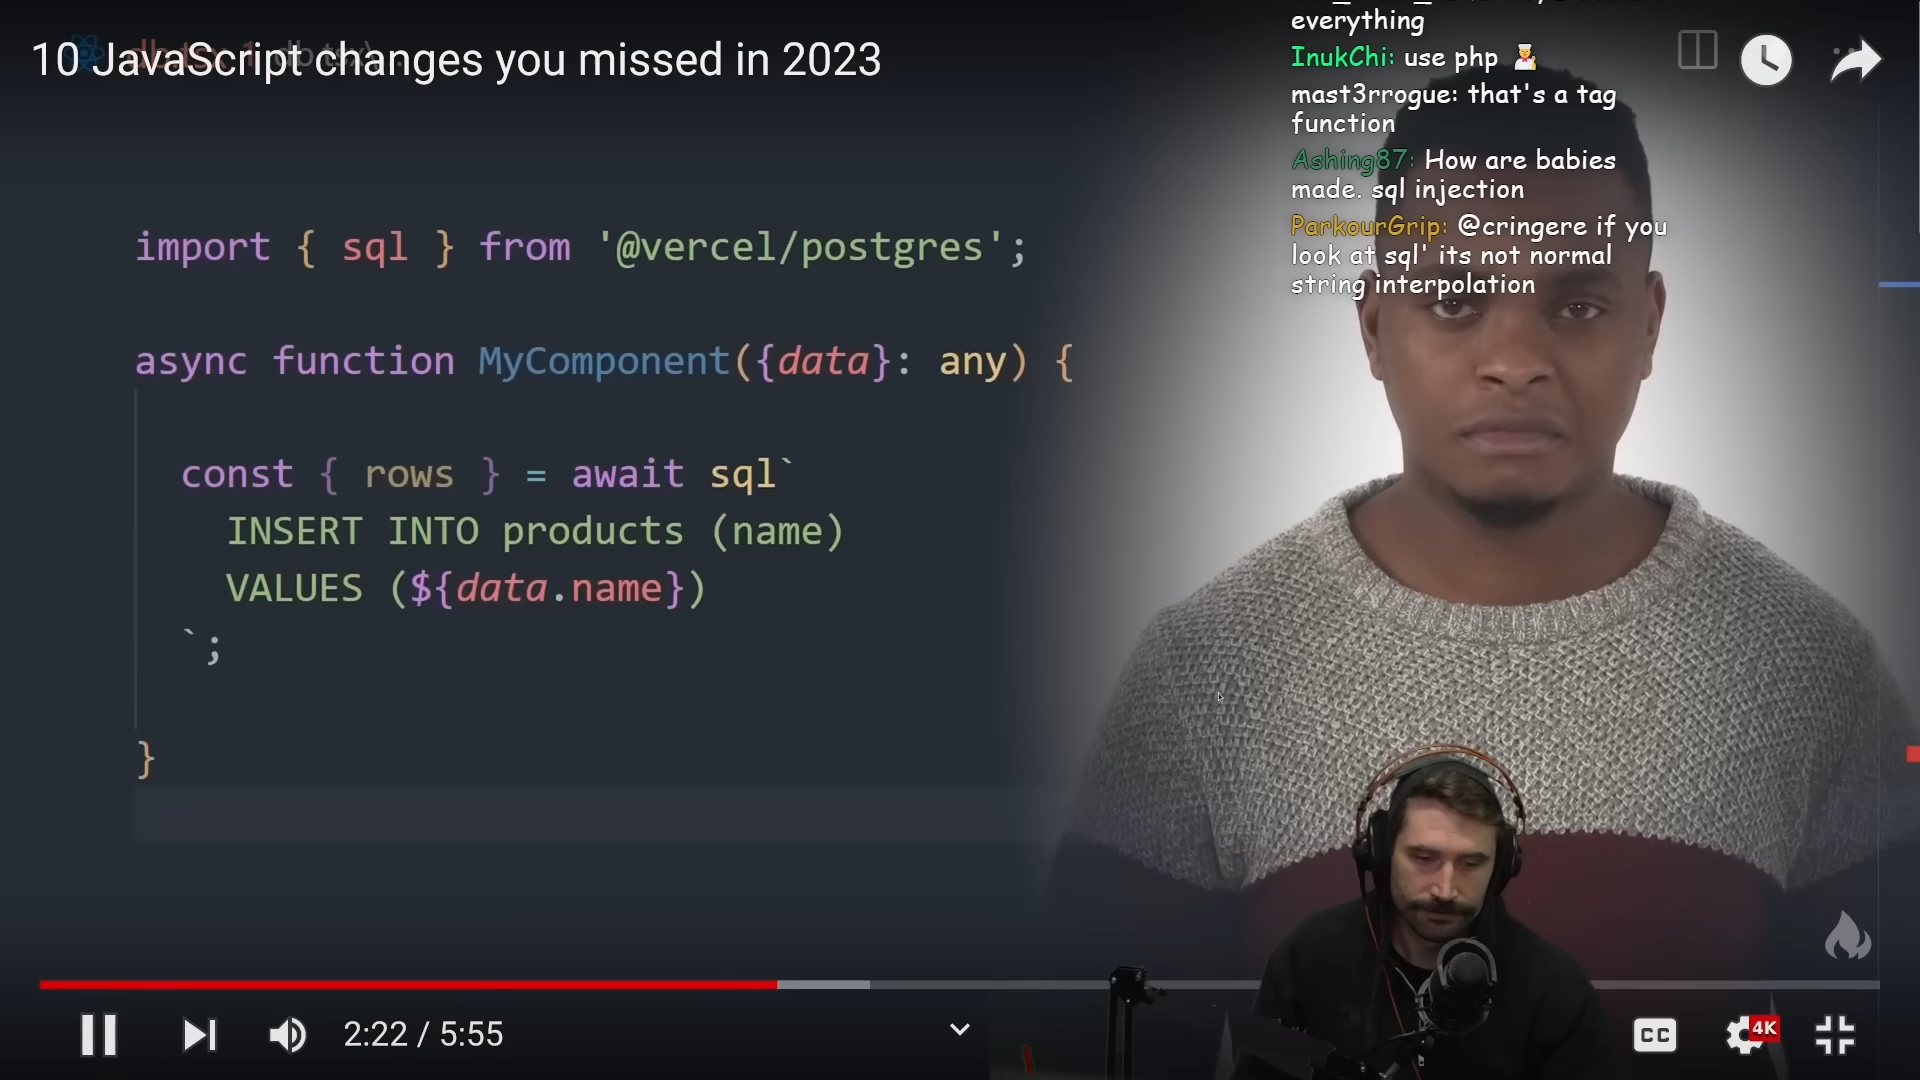 10 JavaScript changes you missed in 2023
everything
InukChi: use php
mast3rrogue: that's a tag
function
Ashing87: How are babies
made. sql injection
ParkourGrip: @cringere if you
look at sql' its not normal
string interpolation
import { sql } from '@vercel/postgres';
async function MyComponent({data}: any) {
const { rows } = await sql`
INSERT INTO products (name)
VALUES (${data.name})
`;
}
2:22 / 5:55
CC
4K